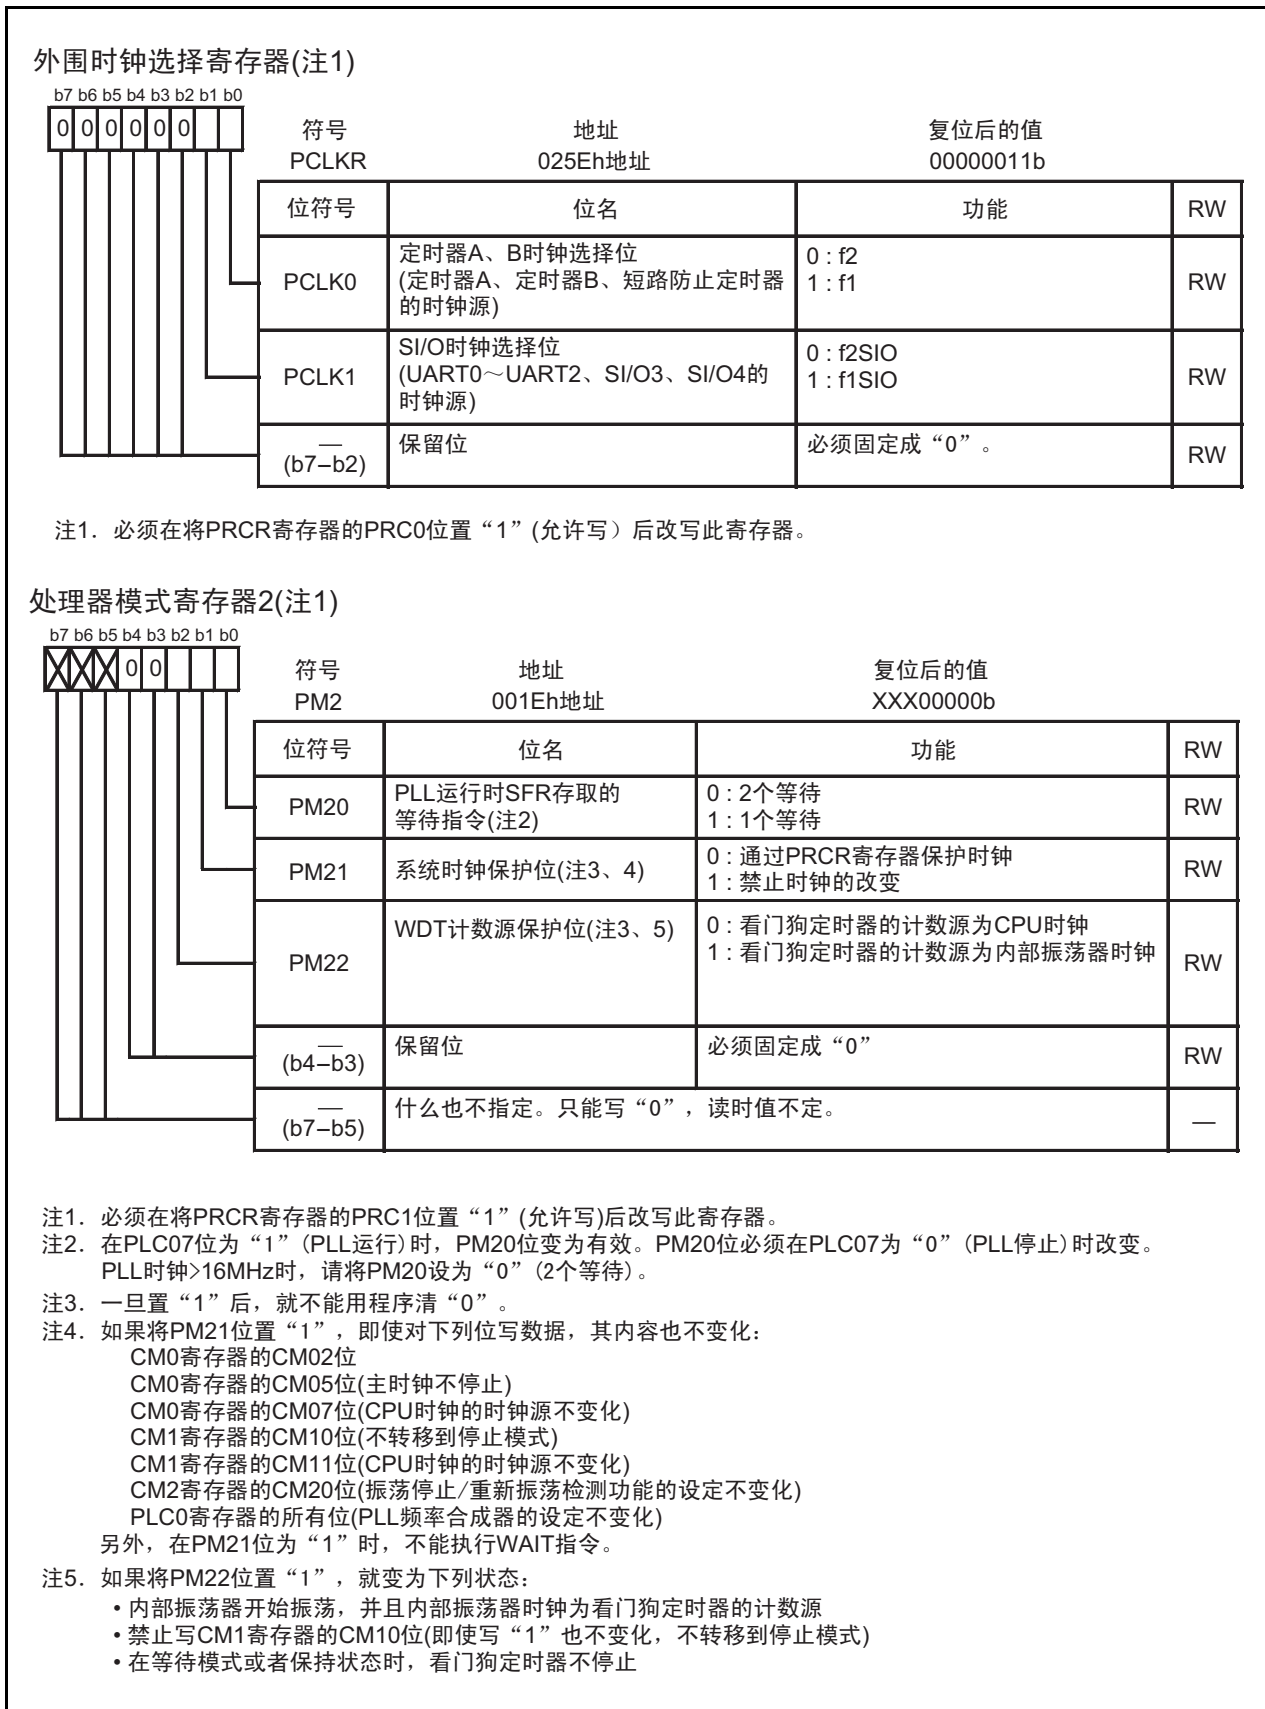 外围时钟选择寄存器(注1)
b7 b6 b5 b4 b3 b2 b1 b0
0 0 0 0 0 0
符号 地址 复位后的值
PCLKR 025Eh地址 00000011b
位符号 位名 功能 RW
PCLK0
定时器A、B时钟选择位
(定时器A、定时器B、短路防止定时器
的时钟源)
0 : f2
1 : f1
RW
PCLK1
SI/O时钟选择位
(UART0～UART2、SI/O3、SI/O4的
时钟源)
0 : f2SIO
1 : f1SIO
RW
—
(b7–b2)
保留位
必须固定成“0”。
RW
注1．必须在将PRCR寄存器的PRC0位置“1”(允许写）后改写此寄存器。
处理器模式寄存器2(注1)
b7 b6 b5 b4 b3 b2 b1 b0
0 0
符号 地址 复位后的值
PM2 001Eh地址 XXX00000b
位符号 位名 功能 RW
PM20
PLL运行时SFR存取的
等待指令(注2)
0 : 2个等待
1 : 1个等待
RW
PM21
系统时钟保护位(注3、4)
0 : 通过PRCR寄存器保护时钟
1 : 禁止时钟的改变
RW
PM22
WDT计数源保护位(注3、5)
0 : 看门狗定时器的计数源为CPU时钟
1 : 看门狗定时器的计数源为内部振荡器时钟
RW
—
(b4–b3)
保留位
必须固定成“0”
RW
—
(b7–b5)
什么也不指定。只能写“0”，读时值不定。
—
注1．必须在将PRCR寄存器的PRC1位置“1”(允许写)后改写此寄存器。
注2．在PLC07位为“1”(PLL运行)时，PM20位变为有效。PM20位必须在PLC07为“0”(PLL停止)时改变。
PLL时钟>16MHz时，请将PM20设为“0”(2个等待)。
注3．一旦置“1”后，就不能用程序清“0”。
注4．如果将PM21位置“1”，即使对下列位写数据，其内容也不变化：
CM0寄存器的CM02位
CM0寄存器的CM05位(主时钟不停止)
CM0寄存器的CM07位(CPU时钟的时钟源不变化)
CM1寄存器的CM10位(不转移到停止模式)
CM1寄存器的CM11位(CPU时钟的时钟源不变化)
CM2寄存器的CM20位(振荡停止/重新振荡检测功能的设定不变化)
PLC0寄存器的所有位(PLL频率合成器的设定不变化)
另外，在PM21位为“1”时，不能执行WAIT指令。
注5．如果将PM22位置“1”，就变为下列状态：
•内部振荡器开始振荡，并且内部振荡器时钟为看门狗定时器的计数源
•禁止写CM1寄存器的CM10位(即使写“1”也不变化，不转移到停止模式)
•在等待模式或者保持状态时，看门狗定时器不停止